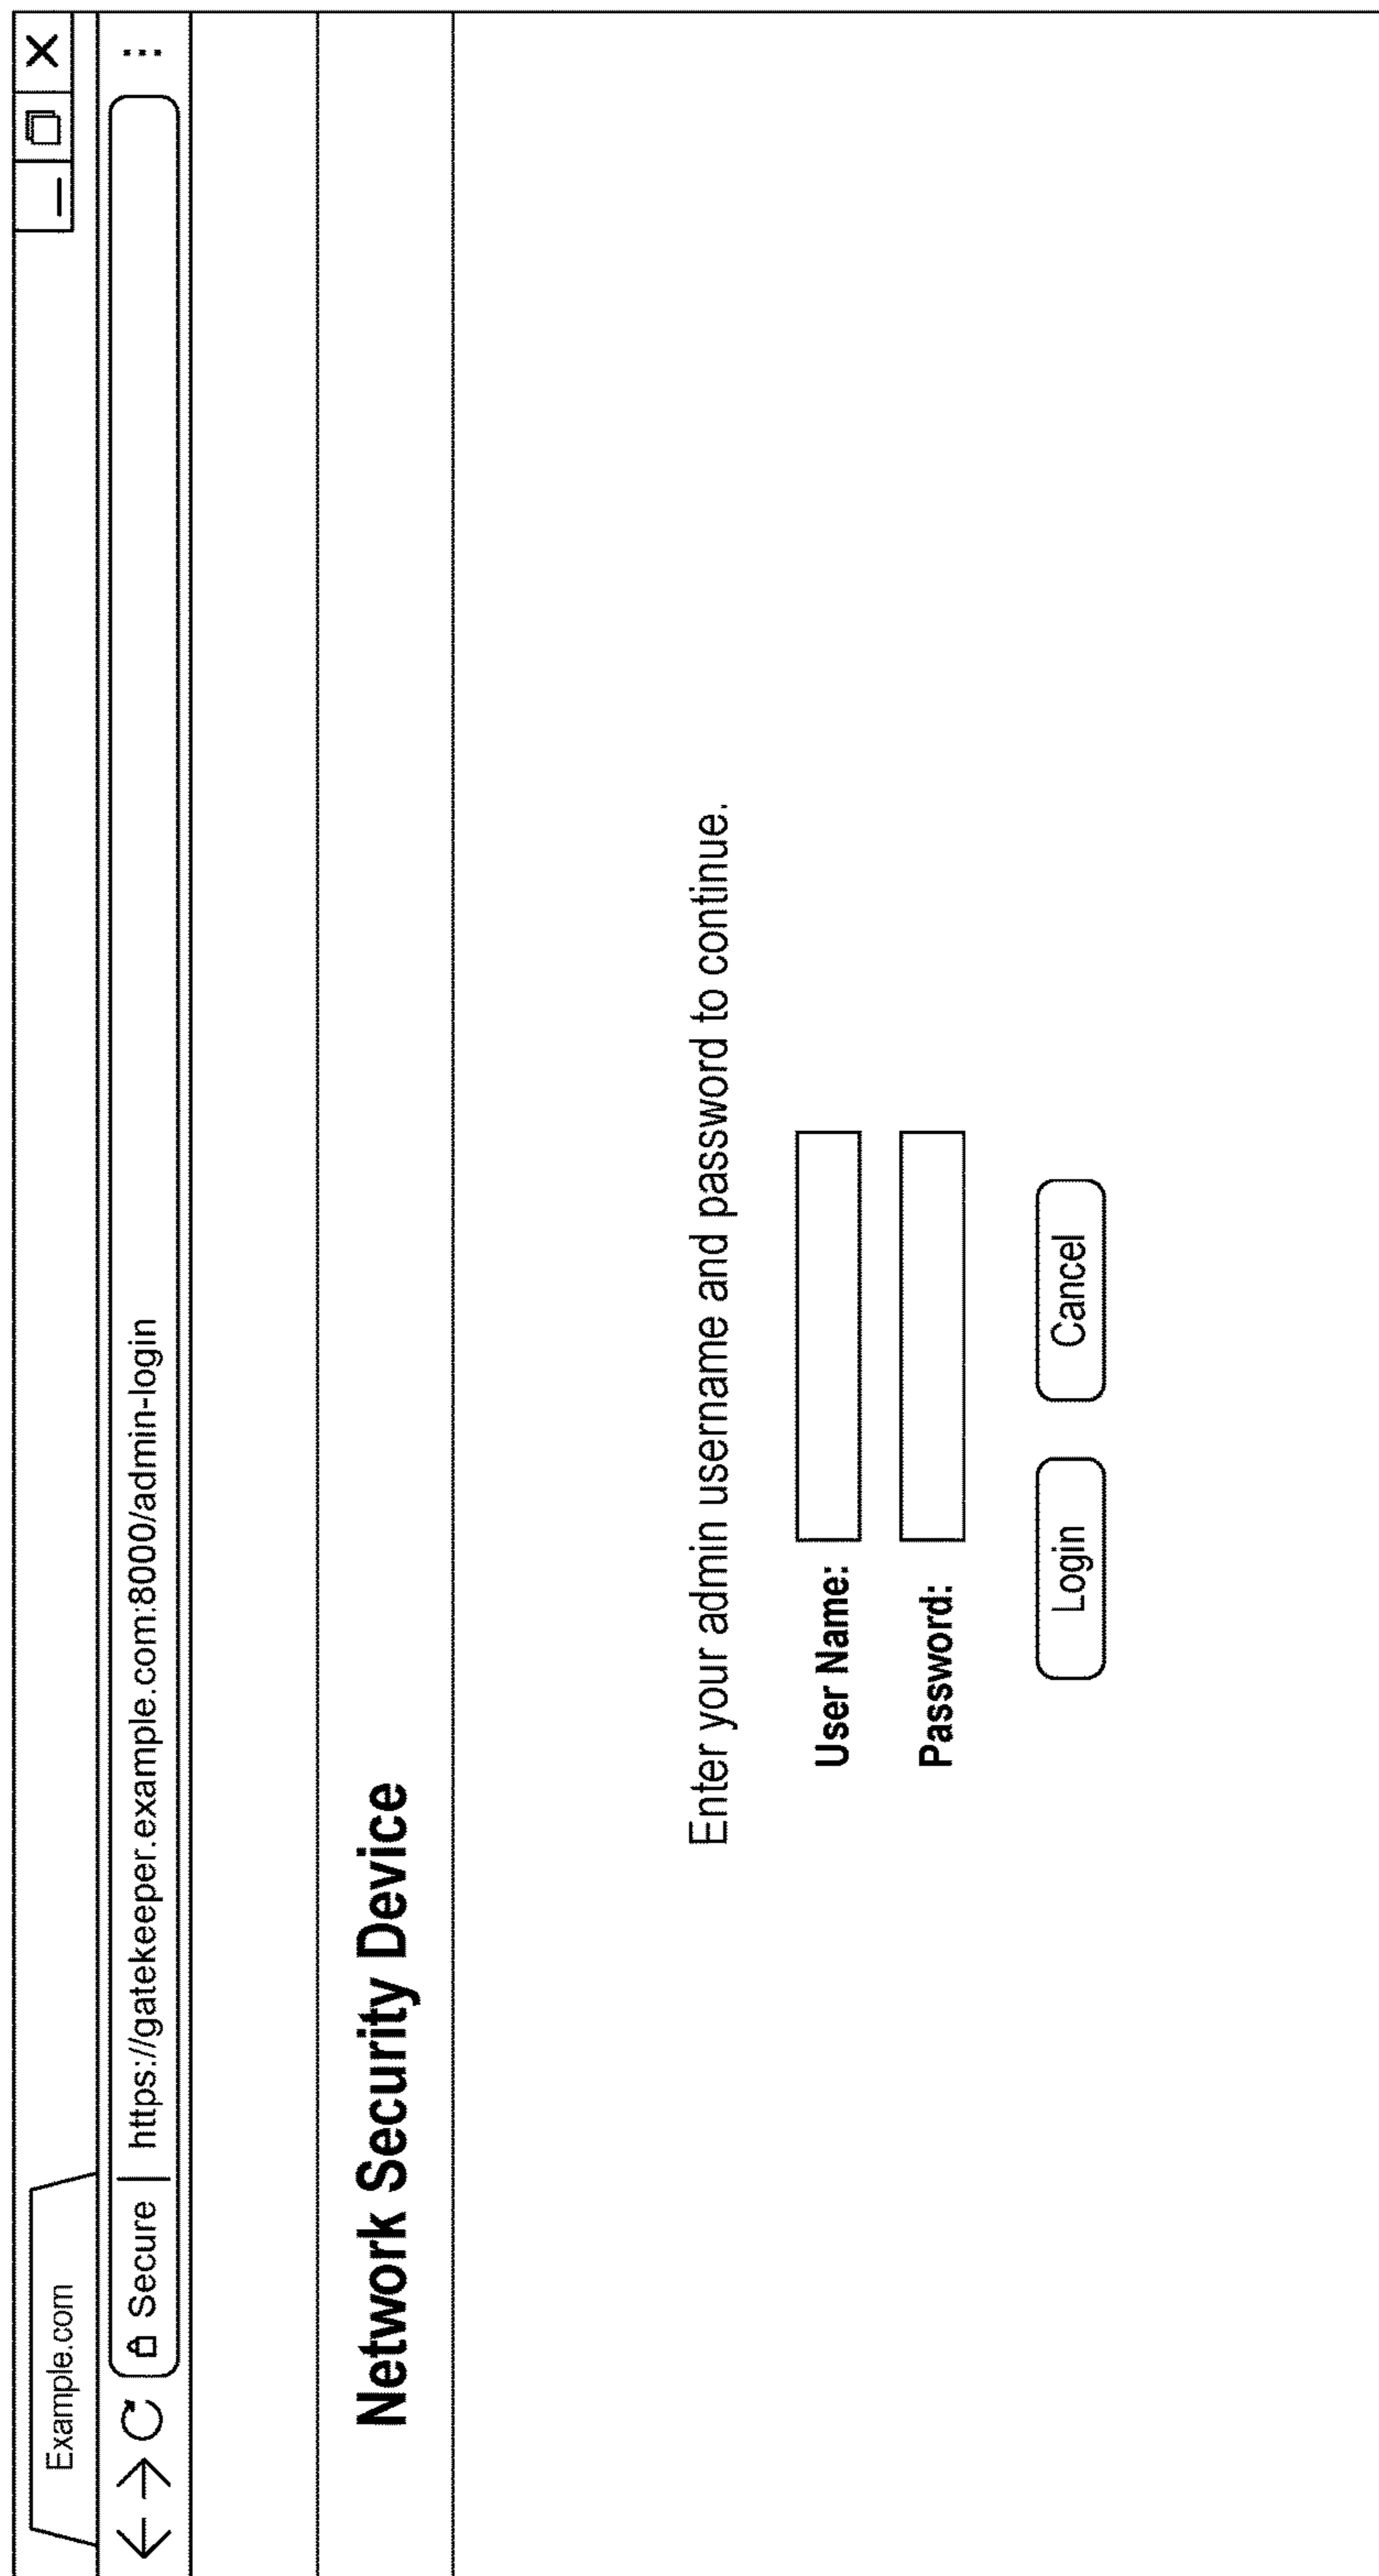 Example.com
Secure | https://gatekeeper.example.com:8000/admin-login
Network Security Device
Enter your admin username and password to continue.
User Name:
Password:
Login Cancel